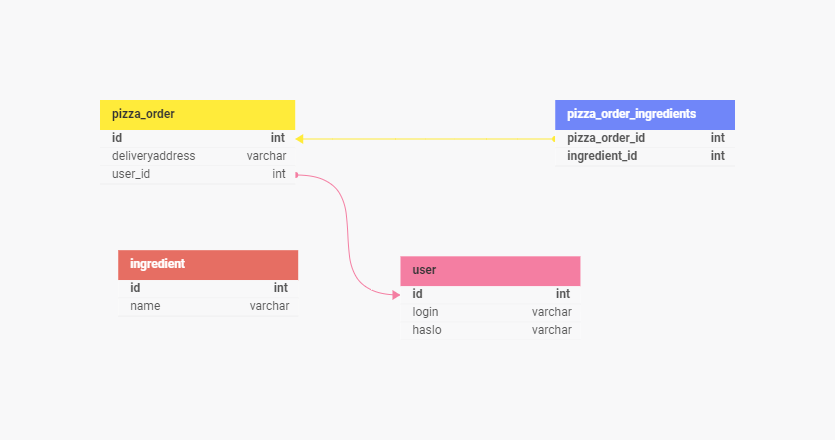 pizza_order
id int
deliveryaddress varchar
user_id int
pizza_order_ingredients
pizza_order_id int
ingredient_id int
ingredient
id int
name varchar
user
id int
login varchar
haslo varchar